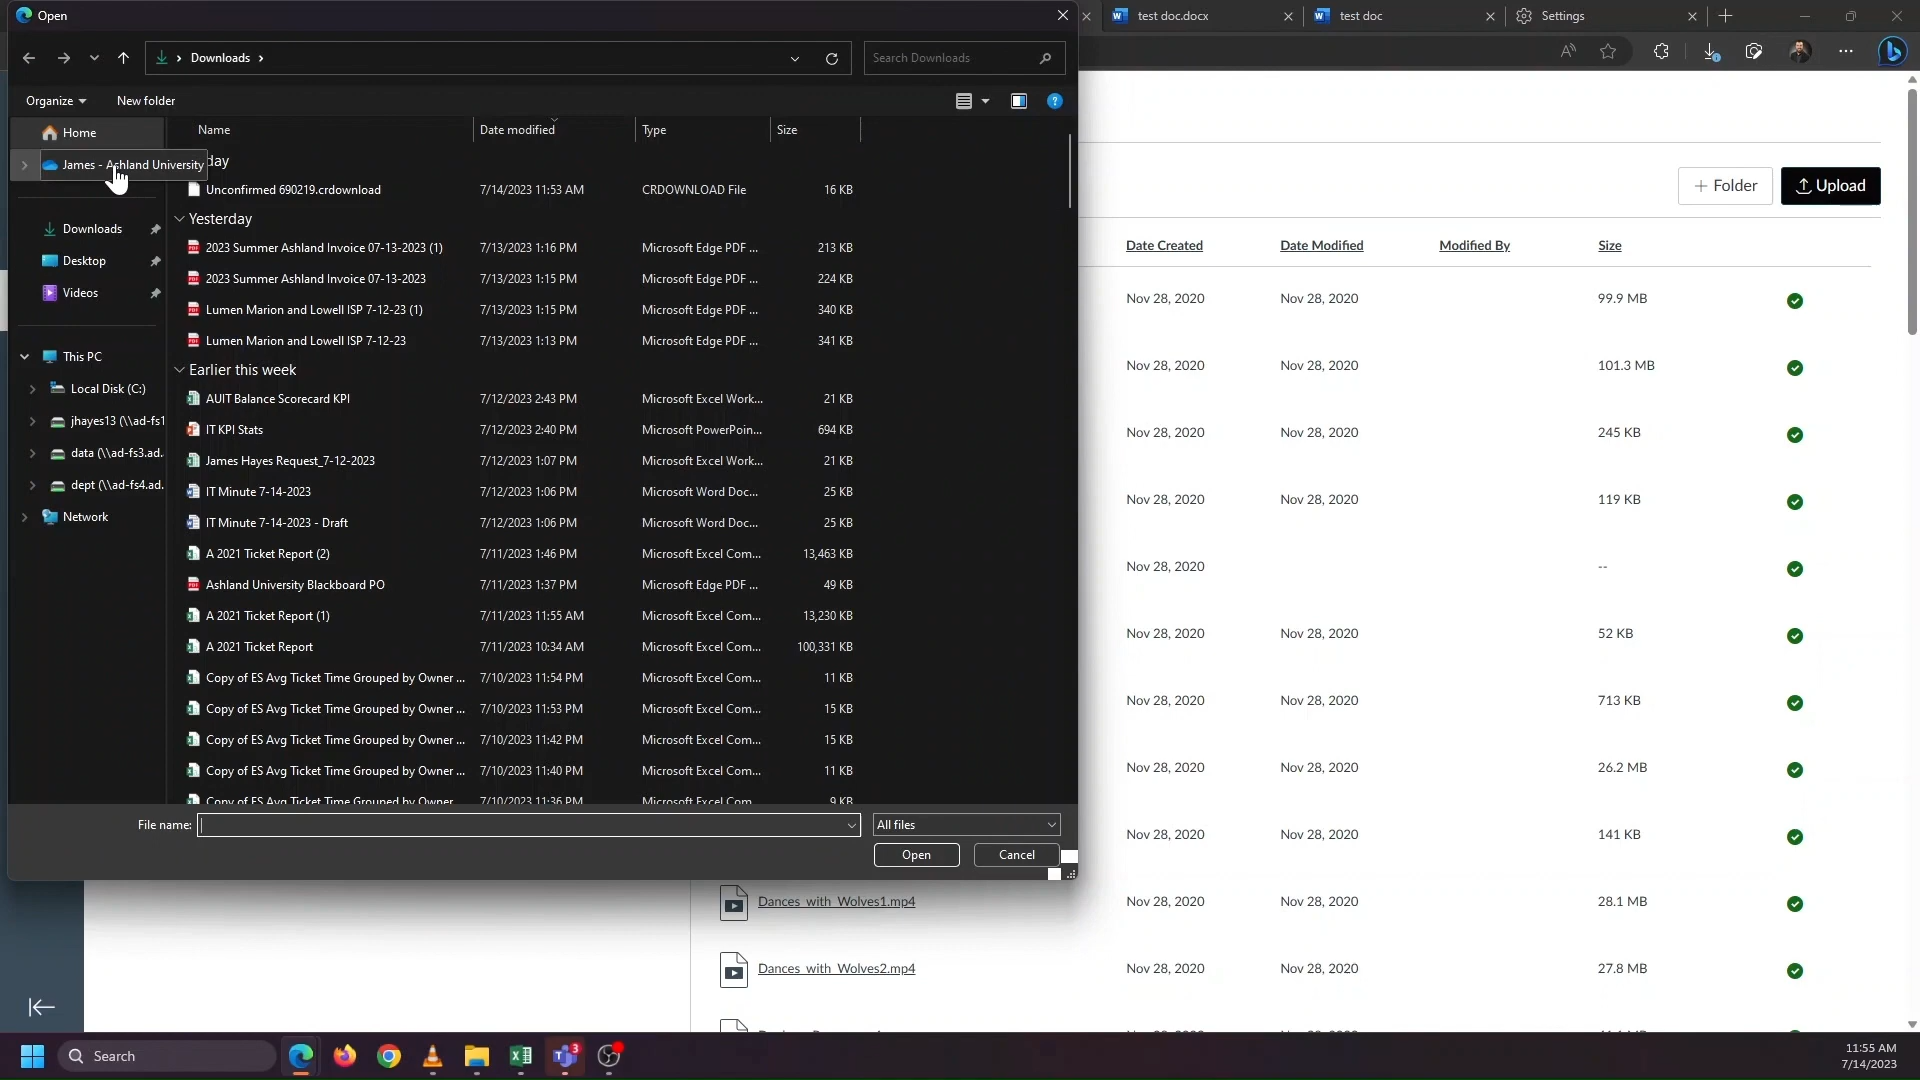 Open
test doc.docx
test doc
Settings
Downloads
Search Downloads
Organize
New folder
Name
Date modified
Type
Size
Home
James - Ashland University
day
Unconfirmed 690219.crdownload 7/14/2023 11:53 AM CRDOWNLOAD File 16 KB
Yesterday
2023 Summer Ashland Invoice 07-13-2023 (1) 7/13/2023 1:16 PM Microsoft Edge PDF ... 213 KB
2023 Summer Ashland Invoice 07-13-2023 7/13/2023 1:15 PM Microsoft Edge PDF ... 224 KB
Lumen Marion and Lowell ISP 7-12-23 (1) 7/13/2023 1:15 PM Microsoft Edge PDF ... 340 KB
Lumen Marion and Lowell ISP 7-12-23 7/13/2023 1:13 PM Microsoft Edge PDF ... 341 KB
Earlier this week
AUIT Balance Scorecard KPI 7/12/2023 2:43 PM Microsoft Excel Work... 21 KB
IT KPI Stats 7/12/2023 2:40 PM Microsoft PowerPoin... 694 KB
James Hayes Request_7-12-2023 7/12/2023 1:07 PM Microsoft Excel Work... 21 KB
IT Minute 7-14-2023 7/12/2023 1:06 PM Microsoft Word Doc... 25 KB
IT Minute 7-14-2023 - Draft 7/12/2023 1:06 PM Microsoft Word Doc... 25 KB
A 2021 Ticket Report (2) 7/11/2023 1:46 PM Microsoft Excel Com... 13,463 KB
Ashland University Blackboard PO 7/11/2023 1:37 PM Microsoft Edge PDF ... 49 KB
A 2021 Ticket Report (1) 7/11/2023 11:55 AM Microsoft Excel Com... 13,230 KB
A 2021 Ticket Report 7/11/2023 10:34 AM Microsoft Excel Com... 100,331 KB
Copy of ES Avg Ticket Time Grouped by Owner ... 7/10/2023 11:54 PM Microsoft Excel Com... 11 KB
Copy of ES Avg Ticket Time Grouped by Owner ... 7/10/2023 11:53 PM Microsoft Excel Com... 15 KB
Copy of ES Avg Ticket Time Grouped by Owner ... 7/10/2023 11:42 PM Microsoft Excel Com... 15 KB
Copy of ES Avg Ticket Time Grouped by Owner ... 7/10/2023 11:40 PM Microsoft Excel Com... 11 KB
Copy of ES Avg Ticket Time Grouped by Owner 7/10/2023 11:36 PM Microsoft Excel Com 9 KB
Downloads
Desktop
Videos
This PC
Local Disk (C:)
jhayes13 (\\ad-fs1
data (\\ad-fs3.ad.
dept (\\ad-fs4.ad.
Network
File name:
All files
Open
Cancel
+ Folder
Upload
Date Created Date Modified Modified By Size
Nov 28, 2020 Nov 28, 2020 99.9 MB
Nov 28, 2020 Nov 28, 2020 101.3 MB
Nov 28, 2020 Nov 28, 2020 245 KB
Nov 28, 2020 Nov 28, 2020 119 KB
Nov 28, 2020 --
Nov 28, 2020 Nov 28, 2020 52 KB
Nov 28, 2020 Nov 28, 2020 713 KB
Nov 28, 2020 Nov 28, 2020 26.2 MB
Nov 28, 2020 Nov 28, 2020 141 KB
Dances_with_Wolves1.mp4 Nov 28, 2020 Nov 28, 2020 28.1 MB
Dances_with_Wolves2.mp4 Nov 28, 2020 Nov 28, 2020 27.8 MB
Search
3
11:55 AM
7/14/2023